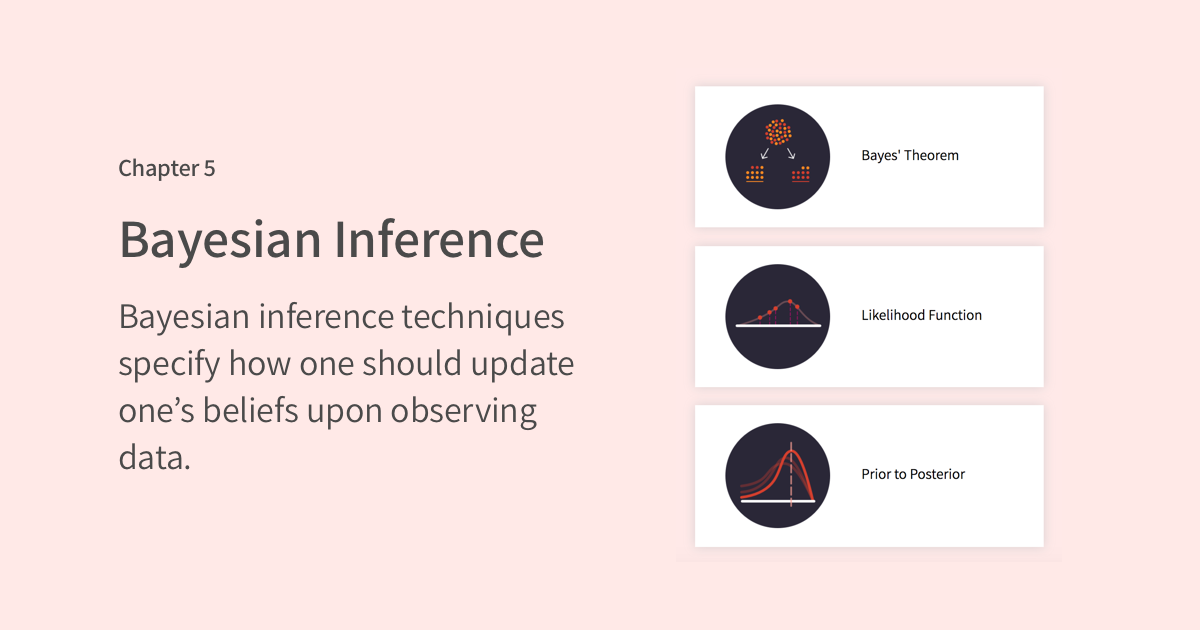 Chapter 5
Bayesian Inference
Bayesian inference techniques
specify how one should update
one’s beliefs upon observing
data.
Bayes' Theorem
Likelihood Function
Prior to Posterior